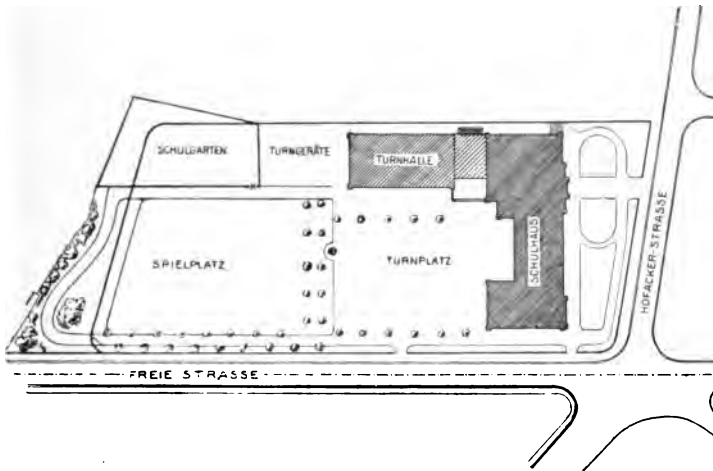 SCHULGARTEN
TURNGERÄTE
TURNHALLE
SPIELPLATZ
TURNPLATZ
SCHULHAUS
HOFACKER-STRASSE
FREIE STRASSE